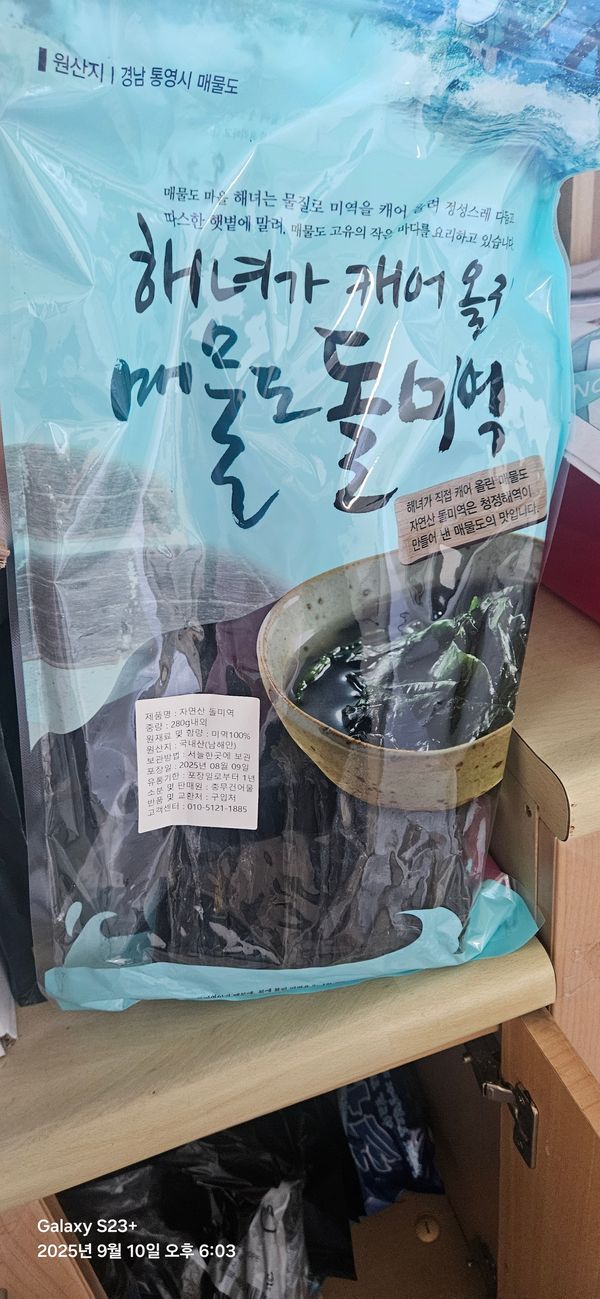 원산지 | 경남 통영시 매물도
매물도 마을 해녀는 물질로 미역을 캐어 올려 정성스레 다듬고
따스한 햇볕에 말려, 매물도 고유의 작은 바다를 요리하고 있습니다.
해녀가 캐어 올린
매물도 돌미역
해녀가 직접 캐어 올린 매물도
자연산 돌미역은 청정해역이
만들어 낸 매물도의 맛입니다.
제품명 : 자연산 돌미역
중량 : 280g내외
원재료 및 함량 : 미역100%
원산지 : 국내산(남해안)
보관방법 : 서늘한곳에 보관
포장일 : 2025년 08월 09일
유통기한 : 포장일로부터 1년
소분 및 판매원 : 충무건어물
반품 및 교환처 : 구입처
고객센터 : 010-5121-1885
Galaxy S23+
2025년 9월 10일 오후 6:03